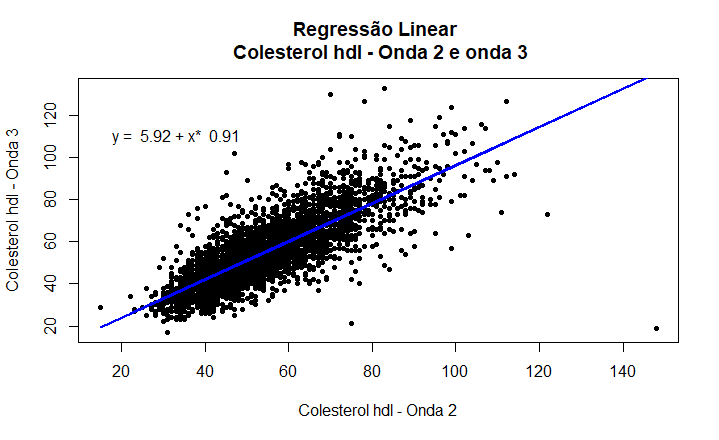 Regressão Linear
Colesterol hdl - Onda 2 e onda 3
y = 5.92 + x* 0.91
Colesterol hdl - Onda 3
120
100
80
60
40
20
20 40 60 80 100 120 140
Colesterol hdl - Onda 2